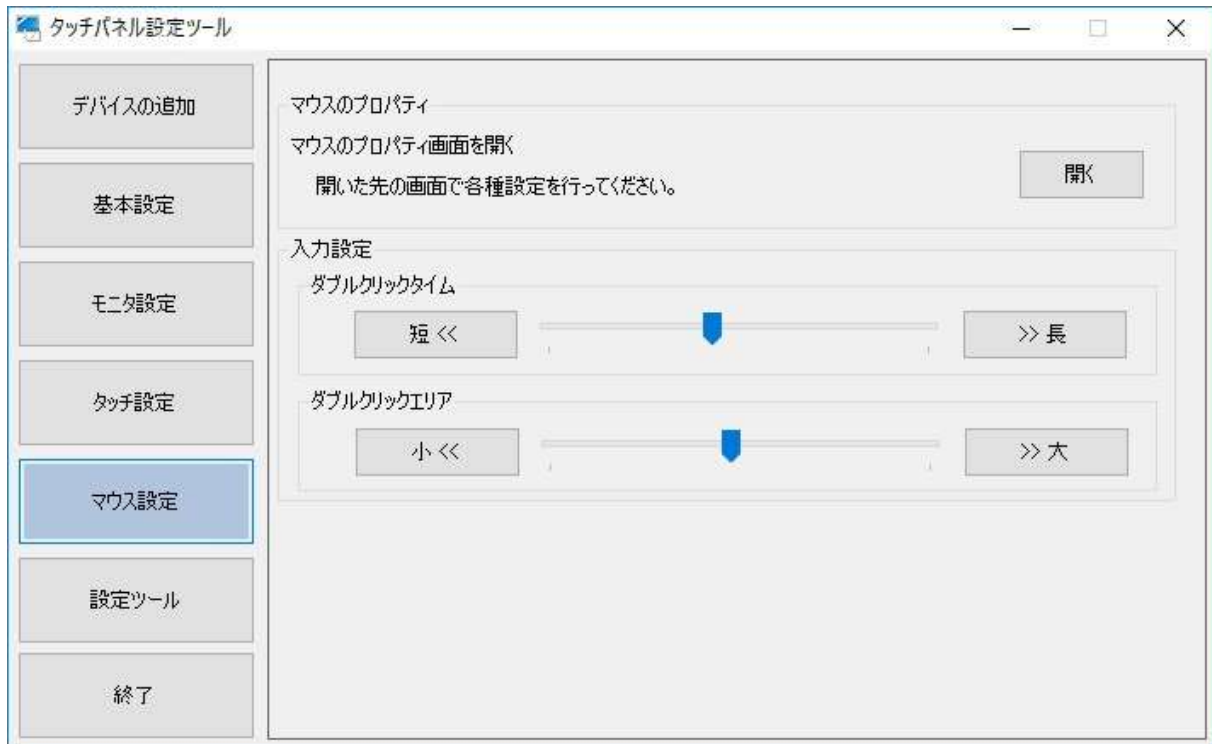 タッチパネル設定ツール
デバイスの追加
基本設定
モニタ設定
タッチ設定
マウス設定
設定ツール
終了
マウスのプロパティ
マウスのプロパティ画面を開く
開いた先の画面で各種設定を行ってください。
開く
入力設定
ダブルクリックタイム
短 <<
>> 長
ダブルクリックエリア
小 <<
>> 大